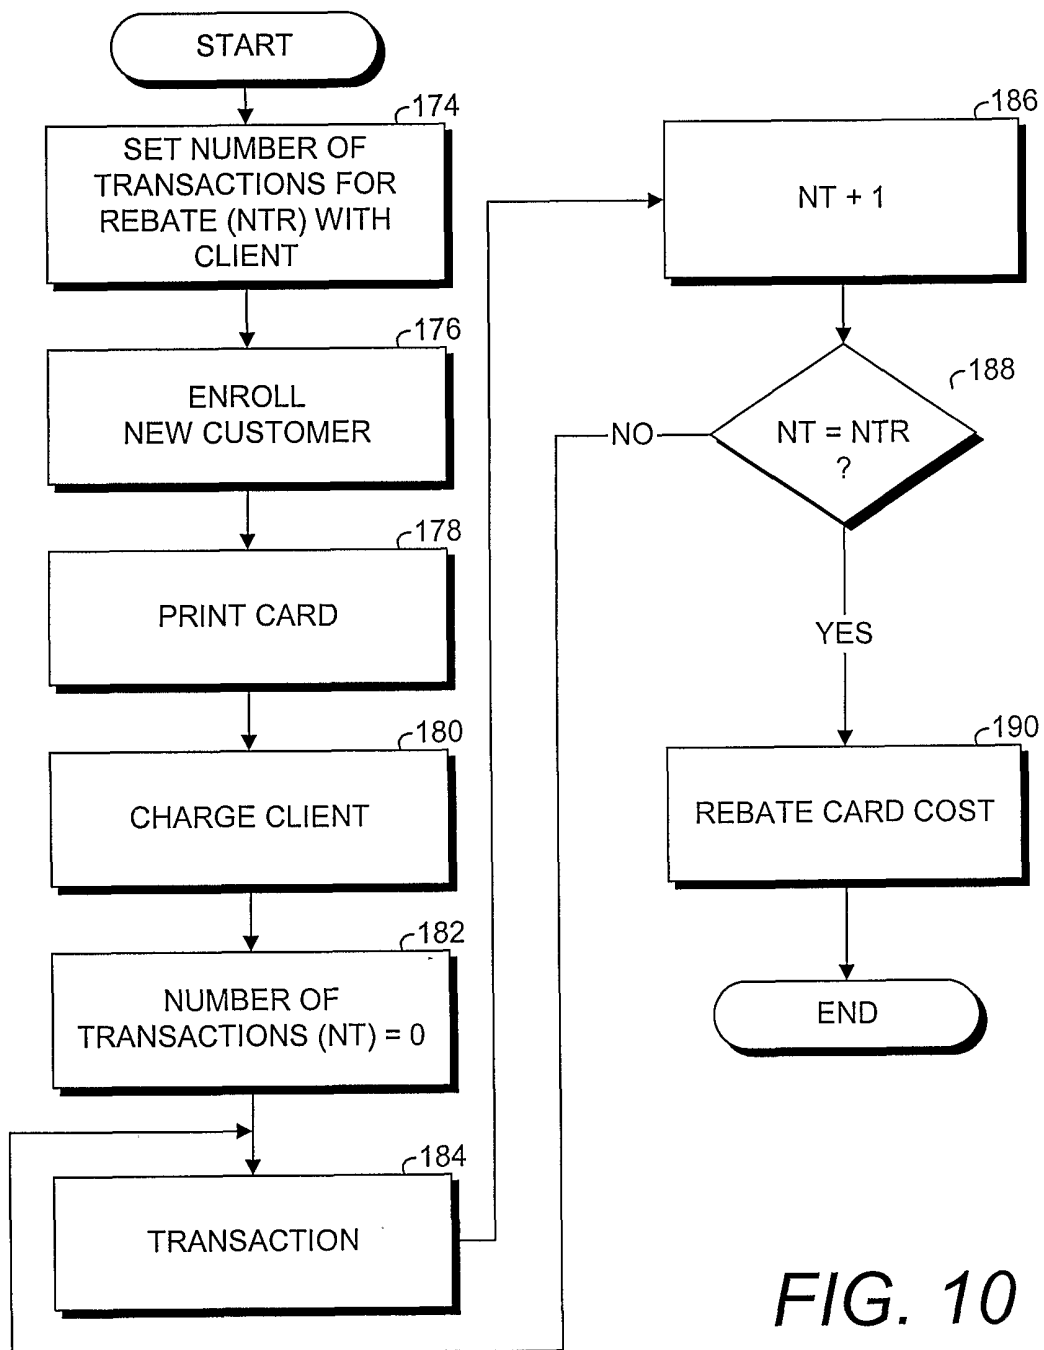 START
174
SET NUMBER OF
TRANSACTIONS FOR
REBATE (NTR) WITH
CLIENT
176
ENROLL
NEW CUSTOMER
178
PRINT CARD
180
CHARGE CLIENT
182
NUMBER OF
TRANSACTIONS (NT) = 0
184
TRANSACTION
186
NT + 1
188
NT = NTR
?
NO
YES
190
REBATE CARD COST
END
FIG. 10